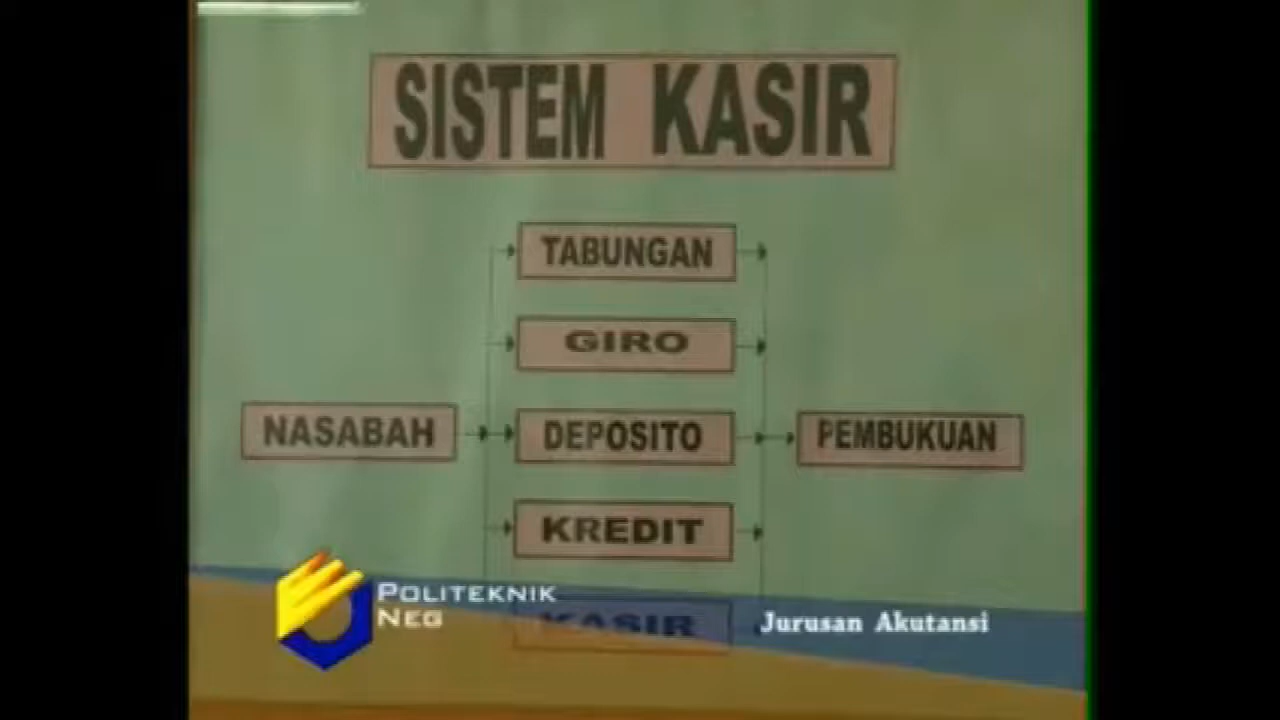 SISTEM KASIR
TABUNGAN
GIRO
NASABAH
DEPOSITO
PEMBUKUAN
KREDIT
POLITEKNIK
NEG
KASIR
Jurusan Akutansi